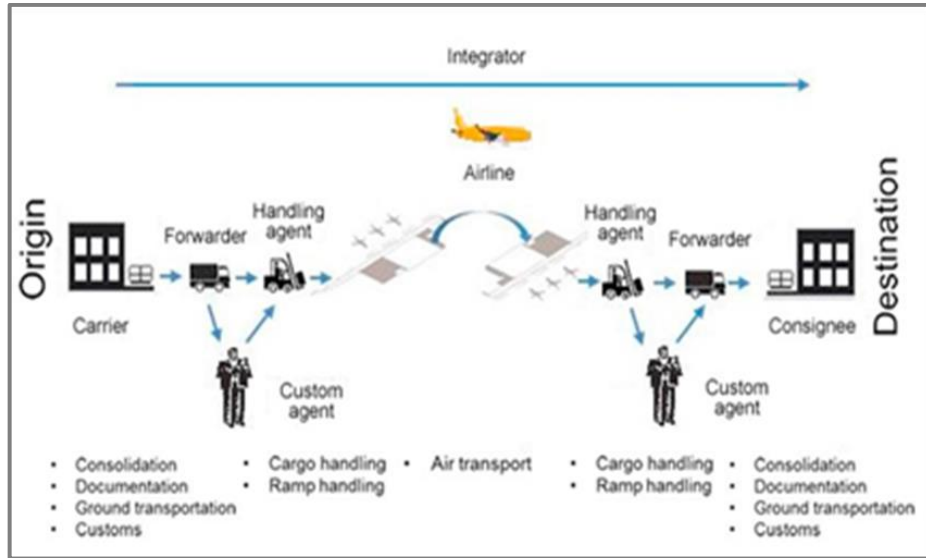 Integrator
Airline
Origin
Forwarder
Handling
agent
Carrier
Custom
agent
Handling
agent
Forwarder
Consignee
Destination
Custom
agent
• Consolidation
• Documentation
• Ground transportation
• Customs
• Cargo handling
• Ramp handling
• Air transport
• Cargo handling
• Ramp handling
• Consolidation
• Documentation
• Ground transportation
• Customs